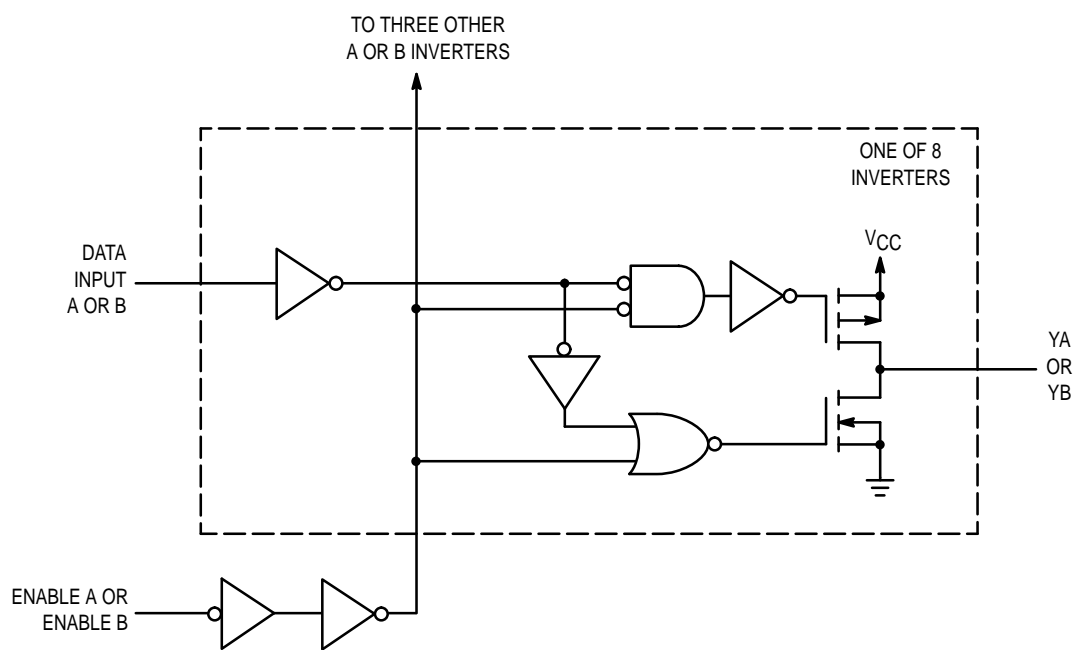 TO THREE OTHER
A OR B INVERTERS
ONE OF 8
INVERTERS
DATA
INPUT
A OR B
VCC
YA
OR
YB
ENABLE A OR
ENABLE B